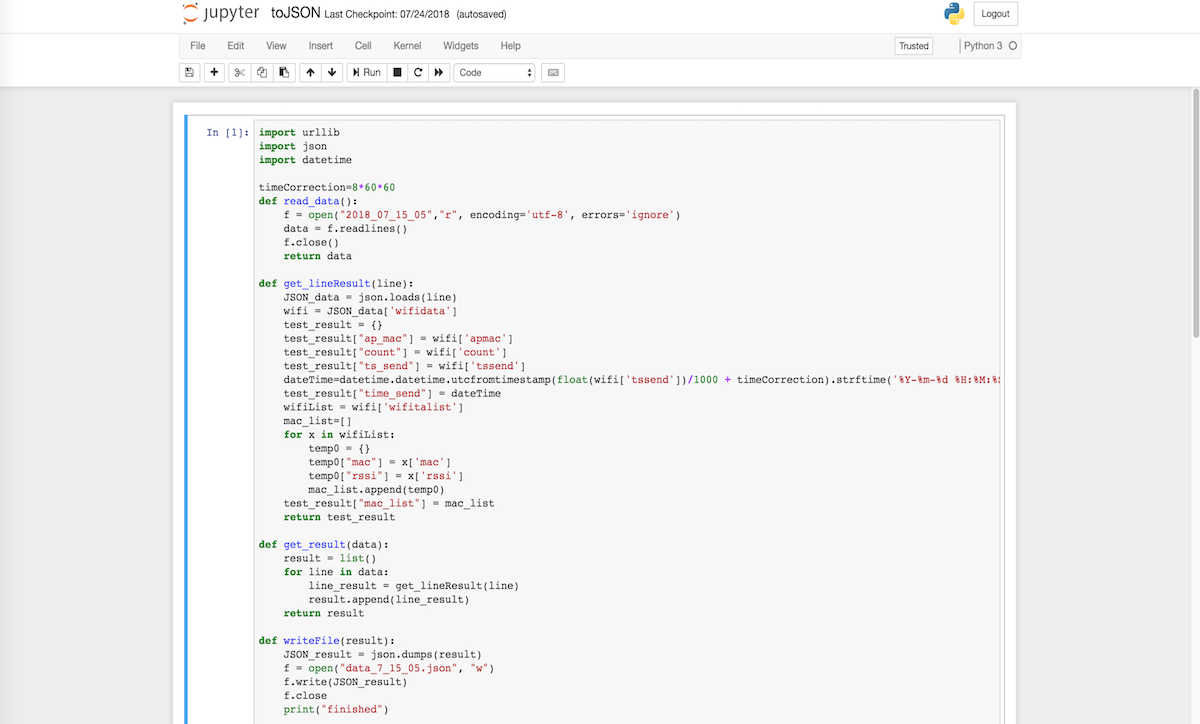 jupyter toJSON Last Checkpoint: 07/24/2018 (autosaved) Logout
File Edit View Insert Cell Kernel Widgets Help Trusted Python 3
Run Code
In [1]: import urllib
import json
import datetime
timeCorrection=8*60*60
def read_data():
    f = open("2018_07_15_05","r", encoding='utf-8', errors='ignore')
    data = f.readlines()
    f.close()
    return data
def get_lineResult(line):
    JSON_data = json.loads(line)
    wifi = JSON_data['wifidata']
    test_result = {}
    test_result["ap_mac"] = wifi['apmac']
    test_result["count"] = wifi['count']
    test_result["ts_send"] = wifi['tssend']
    dateTime=datetime.datetime.utcfromtimestamp(float(wifi['tssend'])/1000 + timeCorrection).strftime('%Y-%m-%d %H:%M:%
    test_result["time_send"] = dateTime
    wifiList = wifi['wifitalist']
    mac_list=[]
    for x in wifiList:
        temp0 = {}
        temp0["mac"] = x['mac']
        temp0["rssi"] = x['rssi']
        mac_list.append(temp0)
    test_result["mac_list"] = mac_list
    return test_result
def get_result(data):
    result = list()
    for line in data:
        line_result = get_lineResult(line)
        result.append(line_result)
    return result
def writeFile(result):
    JSON_result = json.dumps(result)
    f = open("data_7_15_05.json", "w")
    f.write(JSON_result)
    f.close
    print("finished")